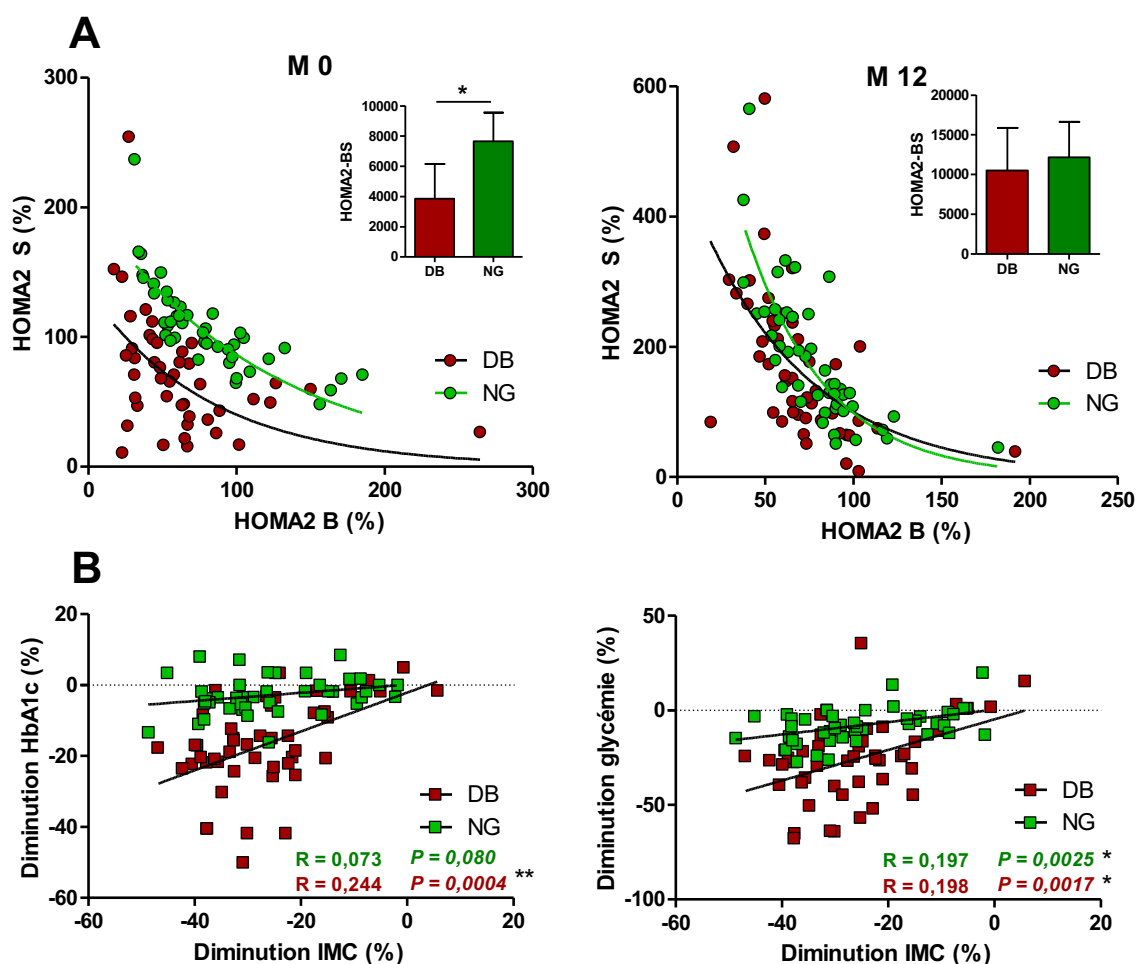 A
M 0
300
200
100
0
HOMA2 S (%)
0
100
200
300
HOMA2 B (%)
10000
8000
6000
4000
2000
0
HOMA2-BS
*
DB
NG
DB
NG
M 12
600
400
200
0
HOMA2 S (%)
0
50
100
150
200
250
HOMA2 B (%)
20000
15000
10000
5000
0
HOMA2-BS
DB
NG
DB
NG
B
20
0
-20
-40
-60
Diminution HbA1c (%)
DB
NG
R = 0,073 P = 0,080
R = 0,244 P = 0,0004 **
-60
-40
-20
0
20
Diminution IMC (%)
50
0
-50
-100
Diminution glycémie (%)
DB
NG
R = 0,197 P = 0,0025 *
R = 0,198 P = 0,0017 *
-60
-40
-20
0
20
Diminution IMC (%)